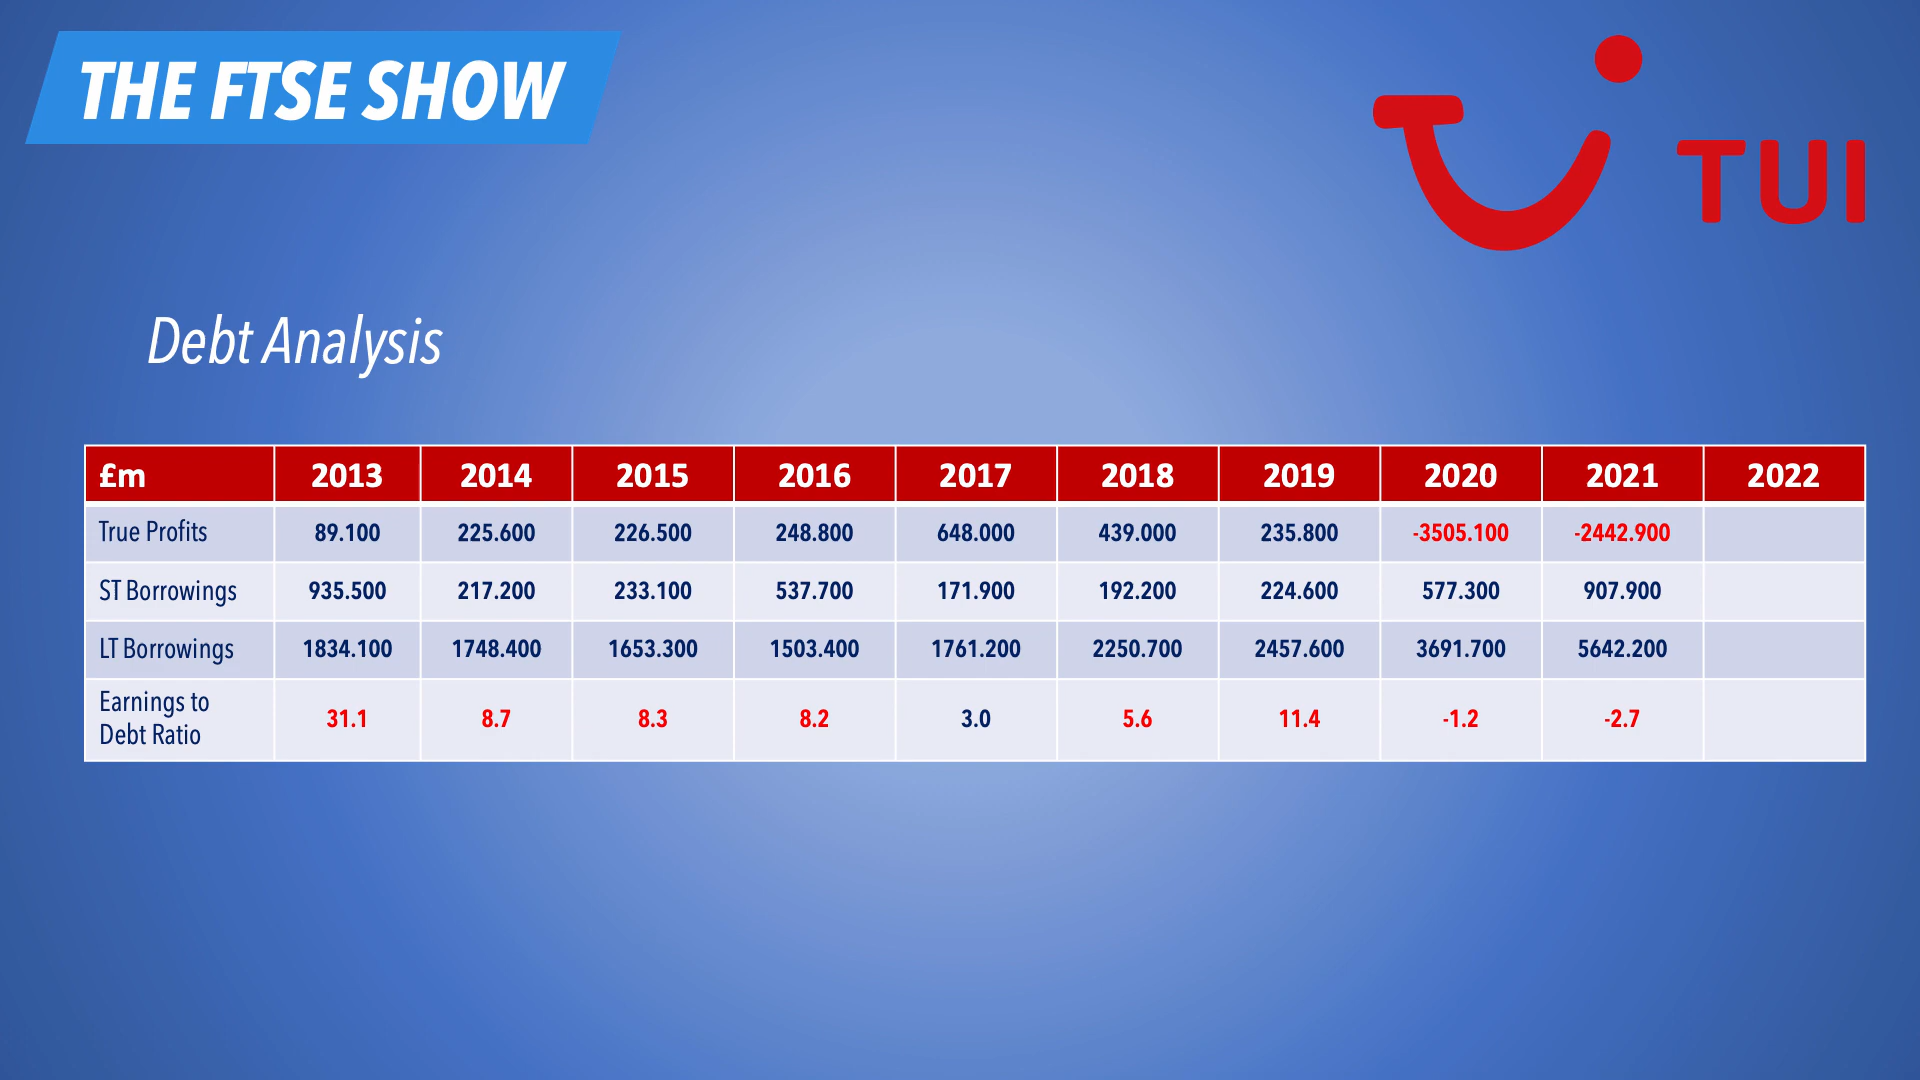 THE FTSE SHOW
TUI
Debt Analysis
£m 2013 2014 2015 2016 2017 2018 2019 2020 2021 2022
True Profits 89.100 225.600 226.500 248.800 648.000 439.000 235.800 -3505.100 -2442.900
ST Borrowings 935.500 217.200 233.100 537.700 171.900 192.200 224.600 577.300 907.900
LT Borrowings 1834.100 1748.400 1653.300 1503.400 1761.200 2250.700 2457.600 3691.700 5642.200
Earnings to
Debt Ratio 31.1 8.7 8.3 8.2 3.0 5.6 11.4 -1.2 -2.7